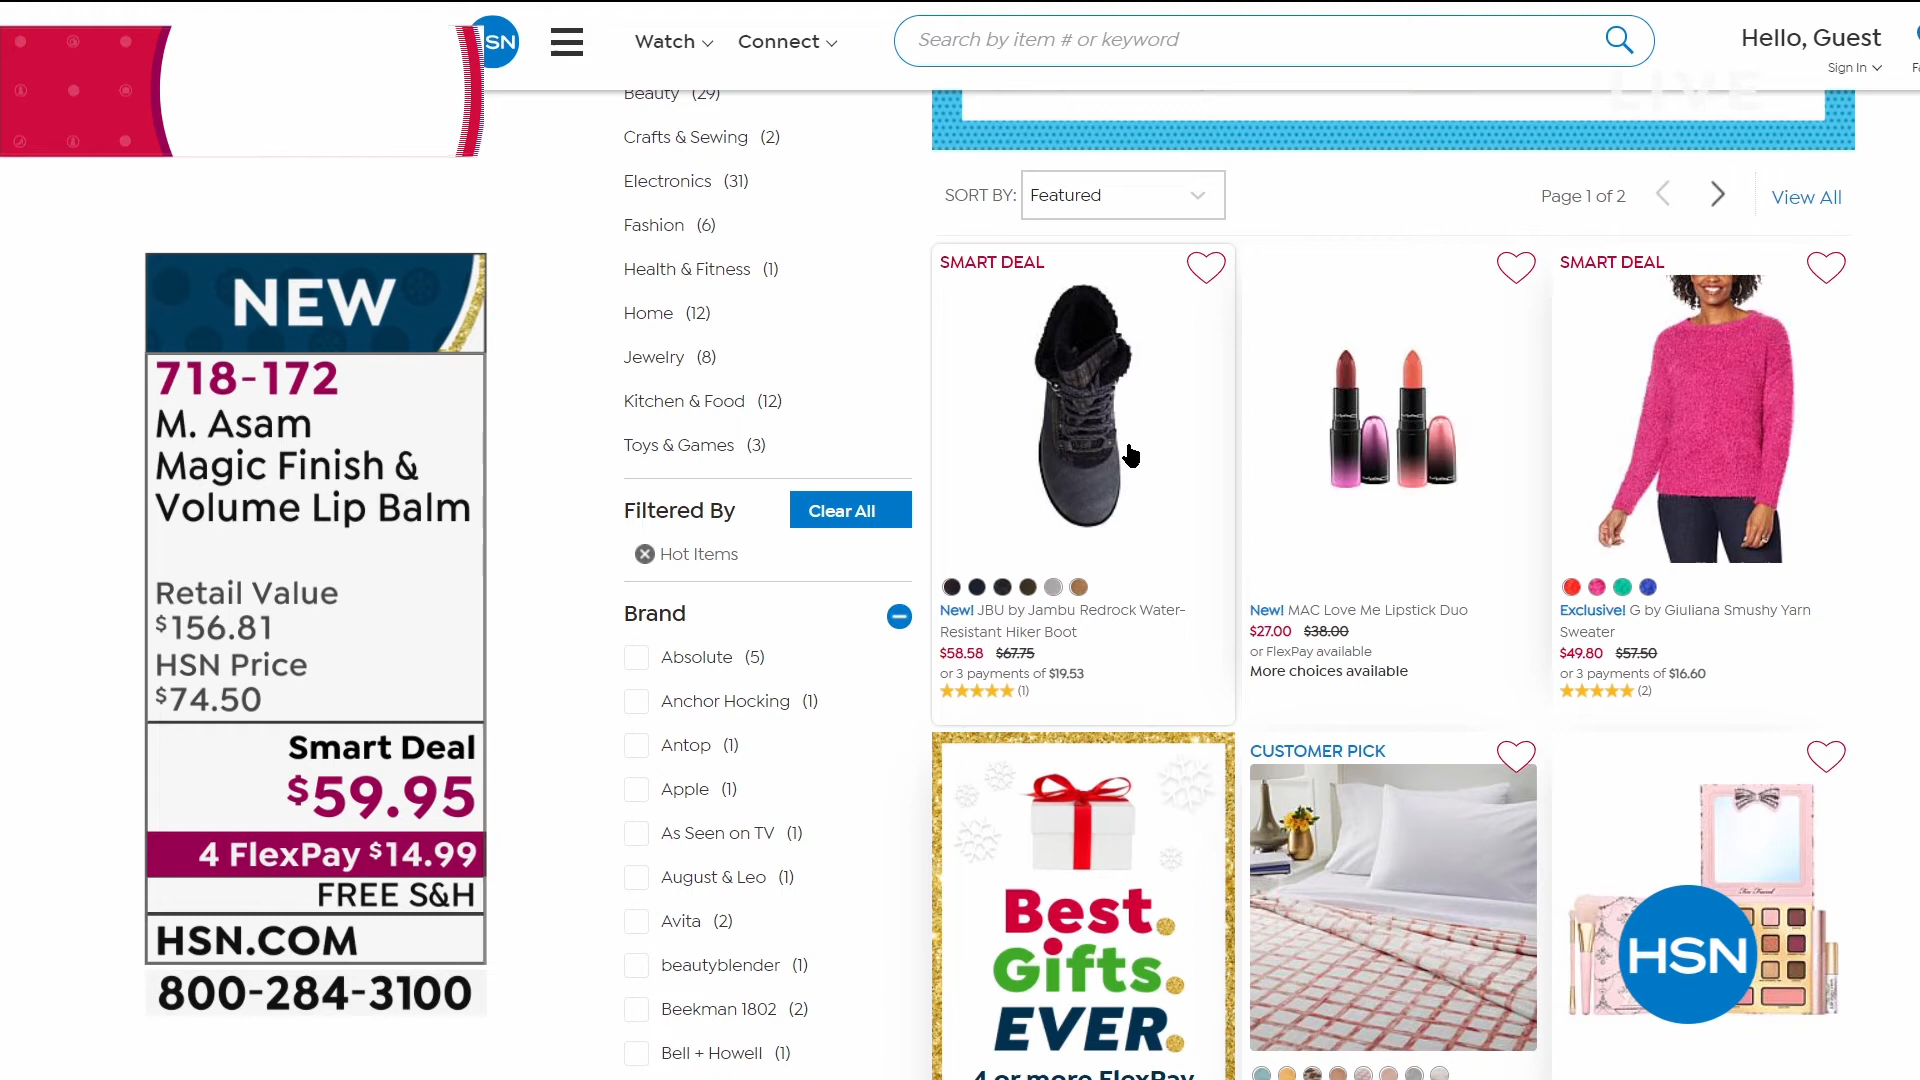 HSN
Watch
Connect
Search by item # or keyword
Hello, Guest
Sign In
LIVE
Beauty (29)
Crafts & Sewing (2)
Electronics (31)
Fashion (6)
Health & Fitness (1)
Home (12)
Jewelry (8)
Kitchen & Food (12)
Toys & Games (3)
Filtered By
Clear All
Hot Items
Brand
Absolute (5)
Anchor Hocking (1)
Antop (1)
Apple (1)
As Seen on TV (1)
August & Leo (1)
Avita (2)
beautyblender (1)
Beekman 1802 (2)
Bell + Howell (1)
NEW
718-172
M. Asam
Magic Finish &
Volume Lip Balm
Retail Value
$156.81
HSN Price
$74.50
Smart Deal
$59.95
4 FlexPay $14.99
FREE S&H
HSN.COM
800-284-3100
SORT BY: Featured
Page 1 of 2
View All
SMART DEAL
New! JBU by Jambu Redrock Water-
Resistant Hiker Boot
$58.58 $67.75
or 3 payments of $19.53
(1)
MAC MAC
New! MAC Love Me Lipstick Duo
$27.00 $38.00
or FlexPay available
More choices available
SMART DEAL
Exclusive! G by Giuliana Smushy Yarn
Sweater
$49.80 $57.50
or 3 payments of $16.60
(2)
Best.
Gifts.
EVER.
4 or more FlexPay
CUSTOMER PICK
Too Faced
HSN